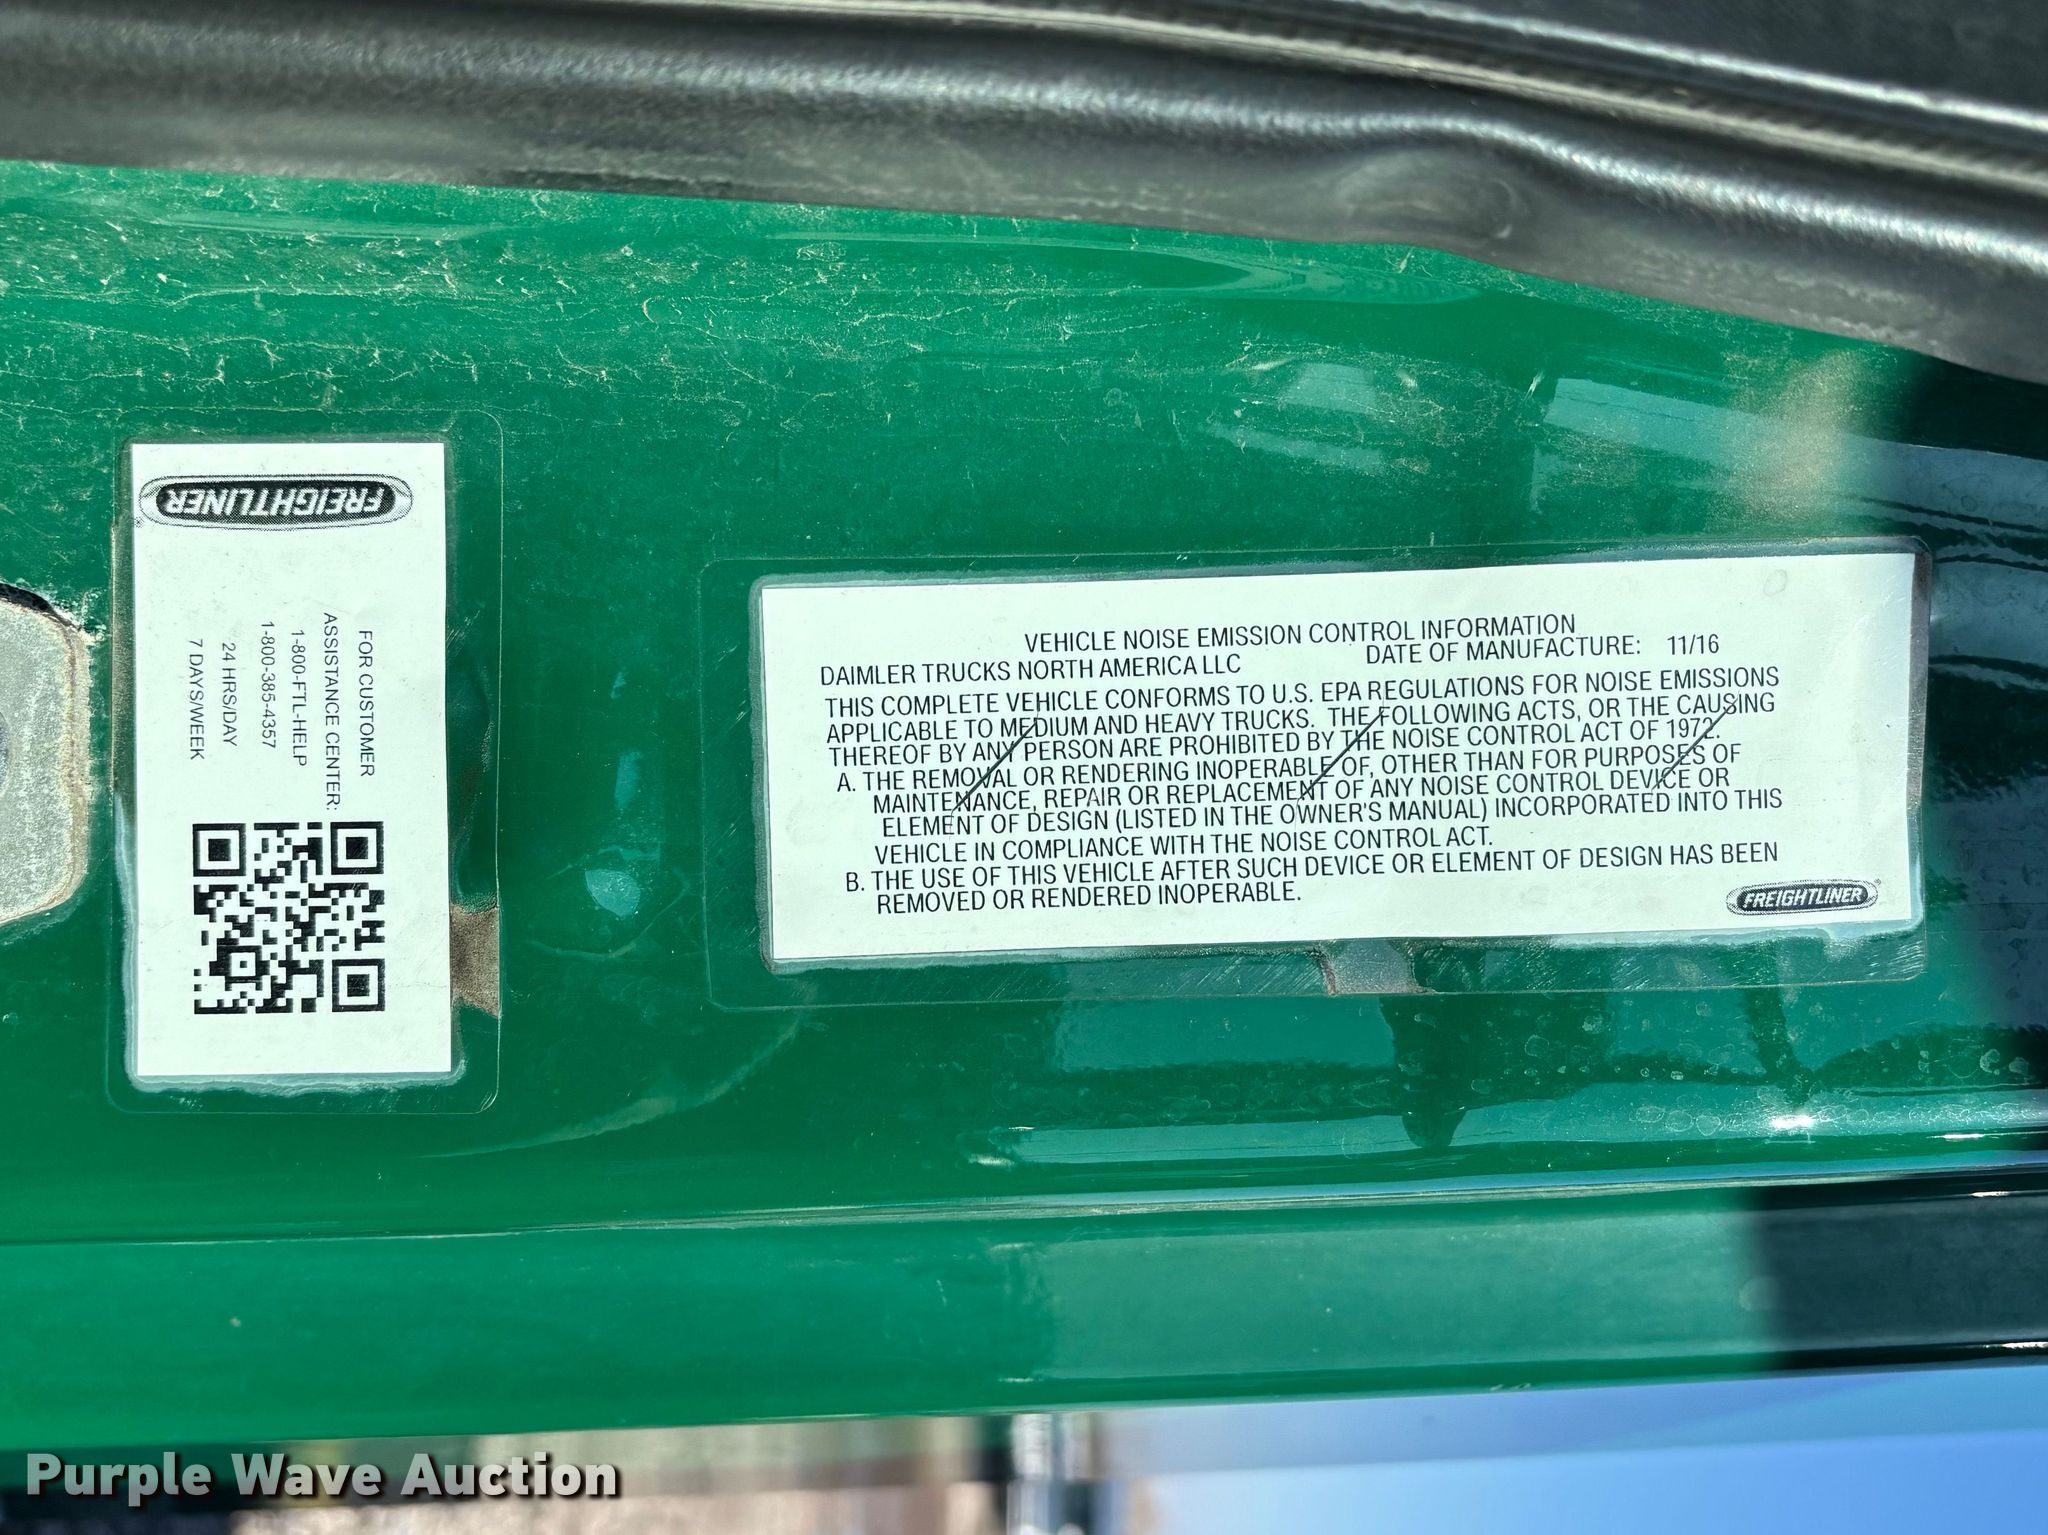 FREIGHTLINER
FOR CUSTOMER
ASSISTANCE CENTER:
1-800-FTL-HELP
1-800-385-4357
24 HRS/DAY
7 DAYS/WEEK
VEHICLE NOISE EMISSION CONTROL INFORMATION
DAIMLER TRUCKS NORTH AMERICA LLC DATE OF MANUFACTURE: 11/16
THIS COMPLETE VEHICLE CONFORMS TO U.S. EPA REGULATIONS FOR NOISE EMISSIONS
APPLICABLE TO MEDIUM AND HEAVY TRUCKS. THE FOLLOWING ACTS, OR THE CAUSING
THEREOF BY ANY PERSON ARE PROHIBITED BY THE NOISE CONTROL ACT OF 1972.
A. THE REMOVAL OR RENDERING INOPERABLE OF, OTHER THAN FOR PURPOSES OF
MAINTENANCE, REPAIR OR REPLACEMENT OF ANY NOISE CONTROL DEVICE OR
ELEMENT OF DESIGN (LISTED IN THE OWNER'S MANUAL) INCORPORATED INTO THIS
VEHICLE IN COMPLIANCE WITH THE NOISE CONTROL ACT.
B. THE USE OF THIS VEHICLE AFTER SUCH DEVICE OR ELEMENT OF DESIGN HAS BEEN
REMOVED OR RENDERED INOPERABLE.
FREIGHTLINER
Purple Wave Auction